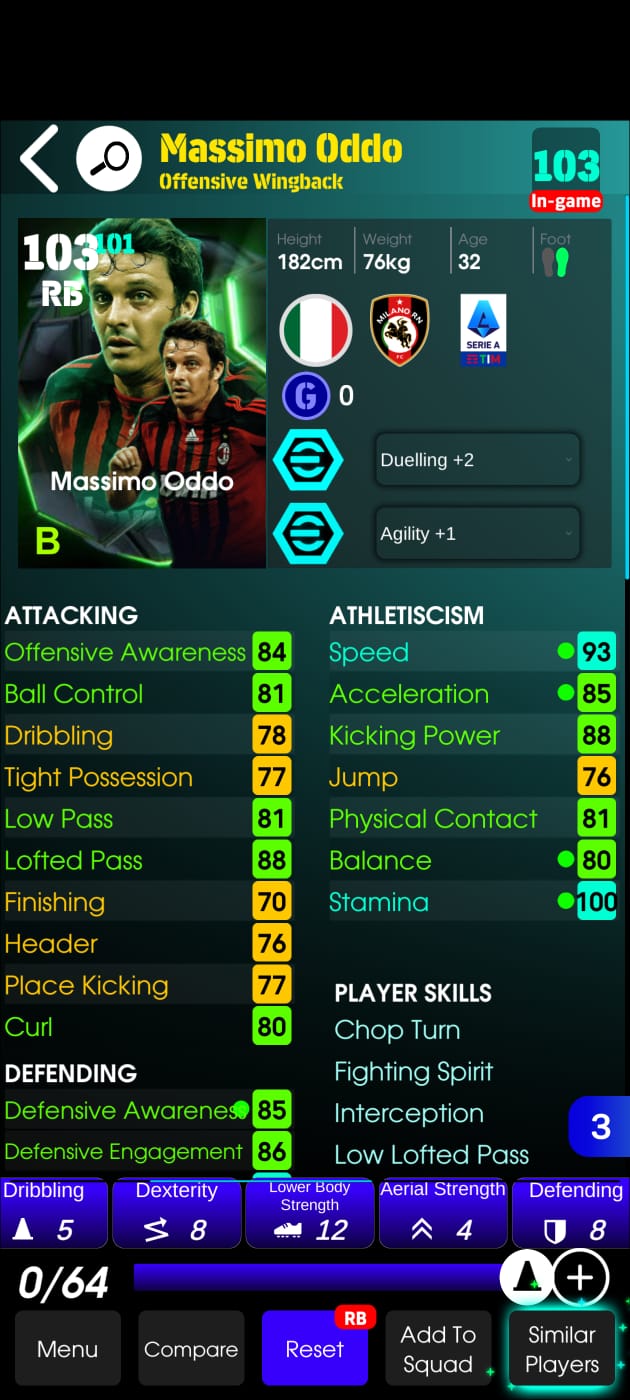 Massimo Oddo
Offensive Wingback
103
In-game
103 101
RB
Massimo Oddo
B
Height
182cm
Weight
76kg
Age
32
Foot
MILANO RN
FC
SERIE A
TIM
G 0
Duelling +2
Agility +1
ATTACKING
Offensive Awareness 84
Ball Control 81
Dribbling 78
Tight Possession 77
Low Pass 81
Lofted Pass 88
Finishing 70
Header 76
Place Kicking 77
Curl 80
DEFENDING
Defensive Awareness 85
Defensive Engagement 86
ATHLETISCISM
Speed 93
Acceleration 85
Kicking Power 88
Jump 76
Physical Contact 81
Balance 80
Stamina 100
PLAYER SKILLS
Chop Turn
Fighting Spirit
Interception
Low Lofted Pass
3
Dribbling
5
Dexterity
8
Lower Body
Strength
12
Aerial Strength
4
Defending
8
0/64
Menu
Compare
RB
Reset
Add To
Squad
Similar
Players